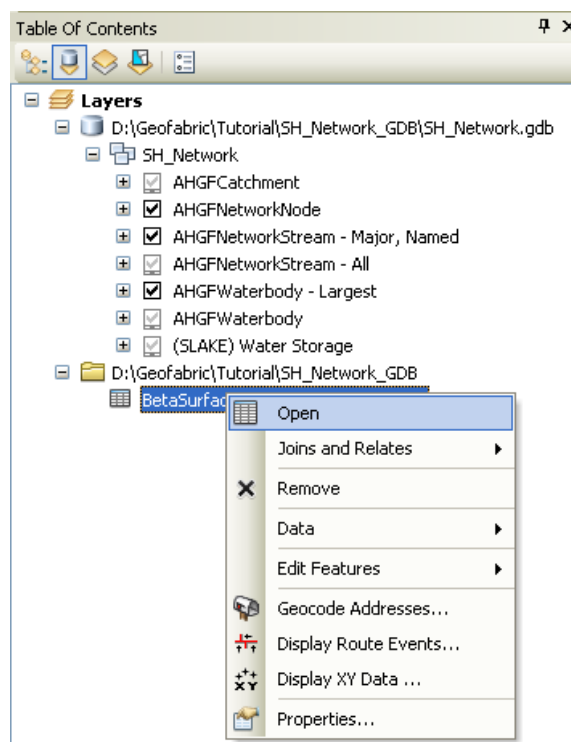 Table Of Contents
Layers
D:\Geofabric\Tutorial\SH_Network_GDB\SH_Network.gdb
SH_Network
AHGFCatchment
AHGFNetworkNode
AHGFNetworkStream - Major, Named
AHGFNetworkStream - All
AHGFWaterbody - Largest
AHGFWaterbody
(SLAKE) Water Storage
D:\Geofabric\Tutorial\SH_Network_GDB
BetaSurfac
Open
Joins and Relates
Remove
Data
Edit Features
Geocode Addresses...
Display Route Events...
Display XY Data ...
Properties...